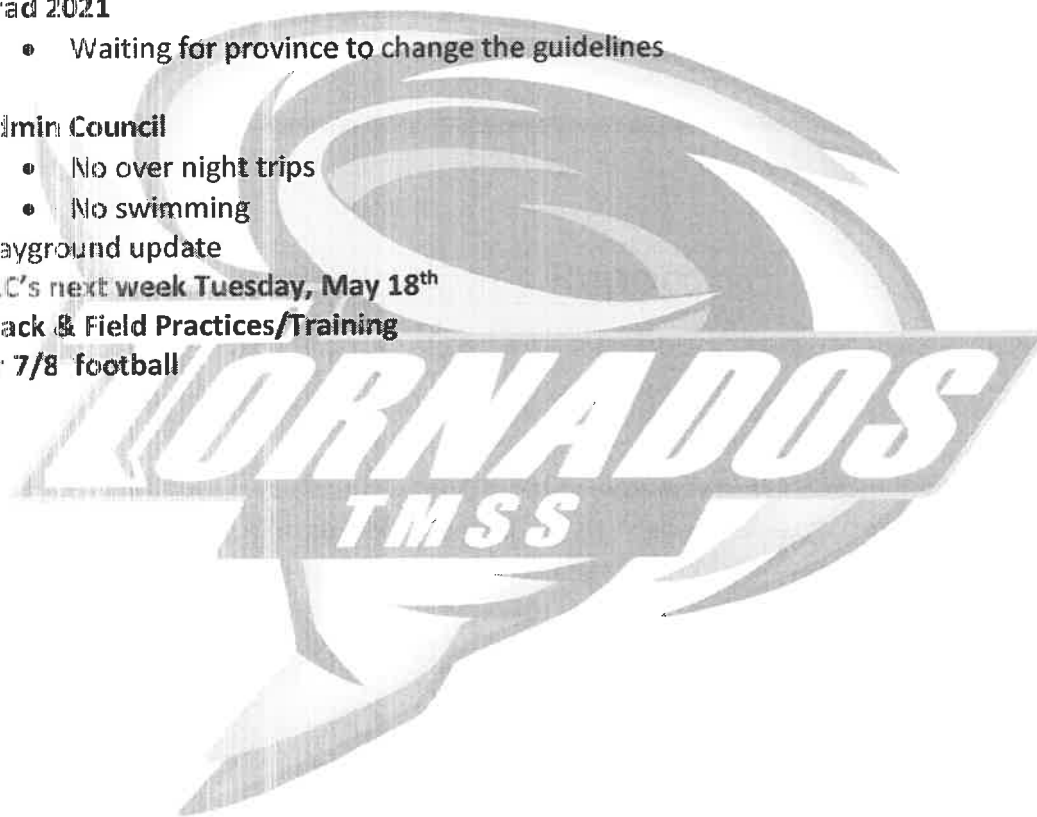 rad 2021
• Waiting for province to change the guidelines
dmin Council
• No over night trips
• No swimming
ayground update
C's next week Tuesday, May 18th
ack & Field Practices/Training
7/8 football
TORNADOS
TMSS